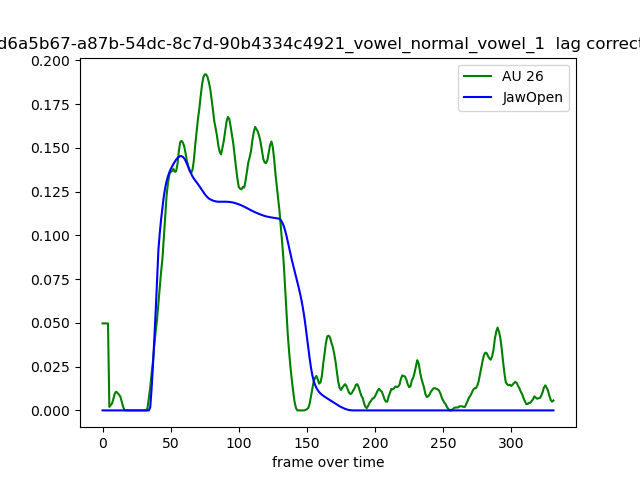 d6a5b67-a87b-54dc-8c7d-90b4334c4921_vowel_normal_vowel_1 lag correct
AU 26
JawOpen
0.200
0.175
0.150
0.125
0.100
0.075
0.050
0.025
0.000
0 50 100 150 200 250 300
frame over time